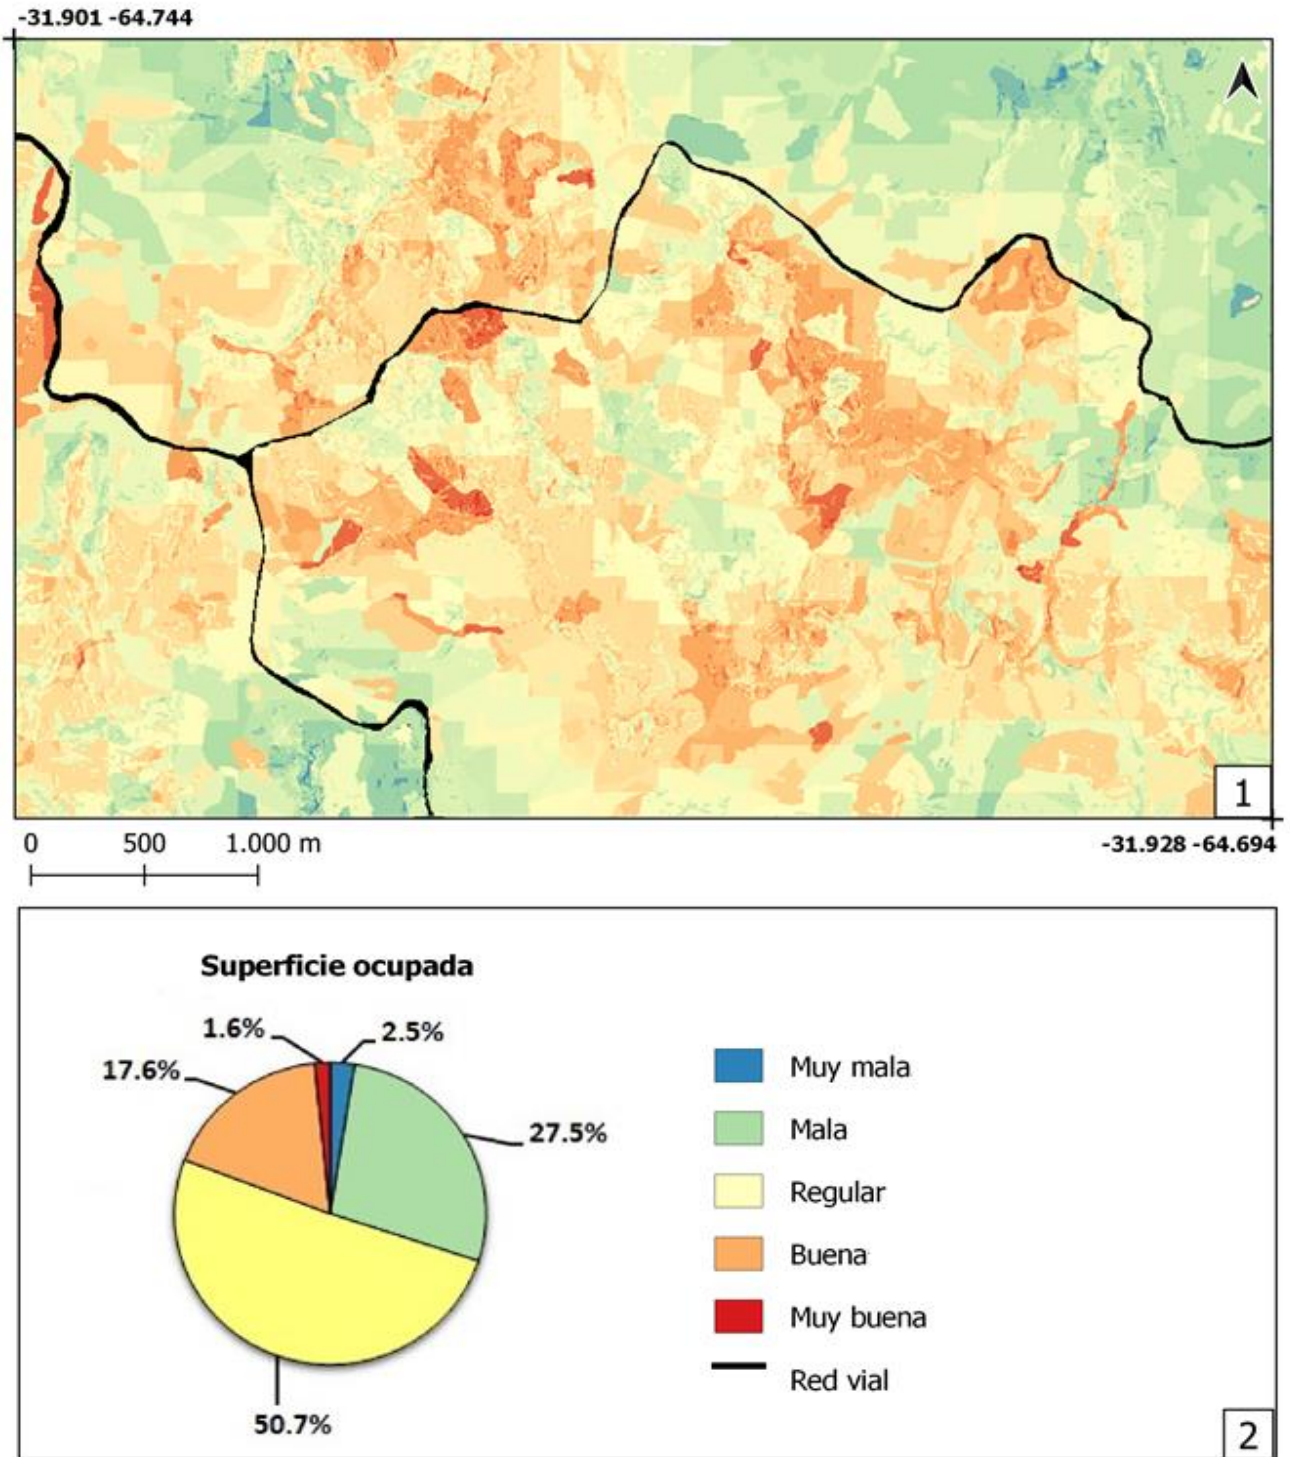 -31.901 -64.744
1
0 500 1.000 m
-31.928 -64.694
Superficie ocupada
1.6%
2.5%
17.6%
27.5%
50.7%
Muy mala
Mala
Regular
Buena
Muy buena
Red vial
2